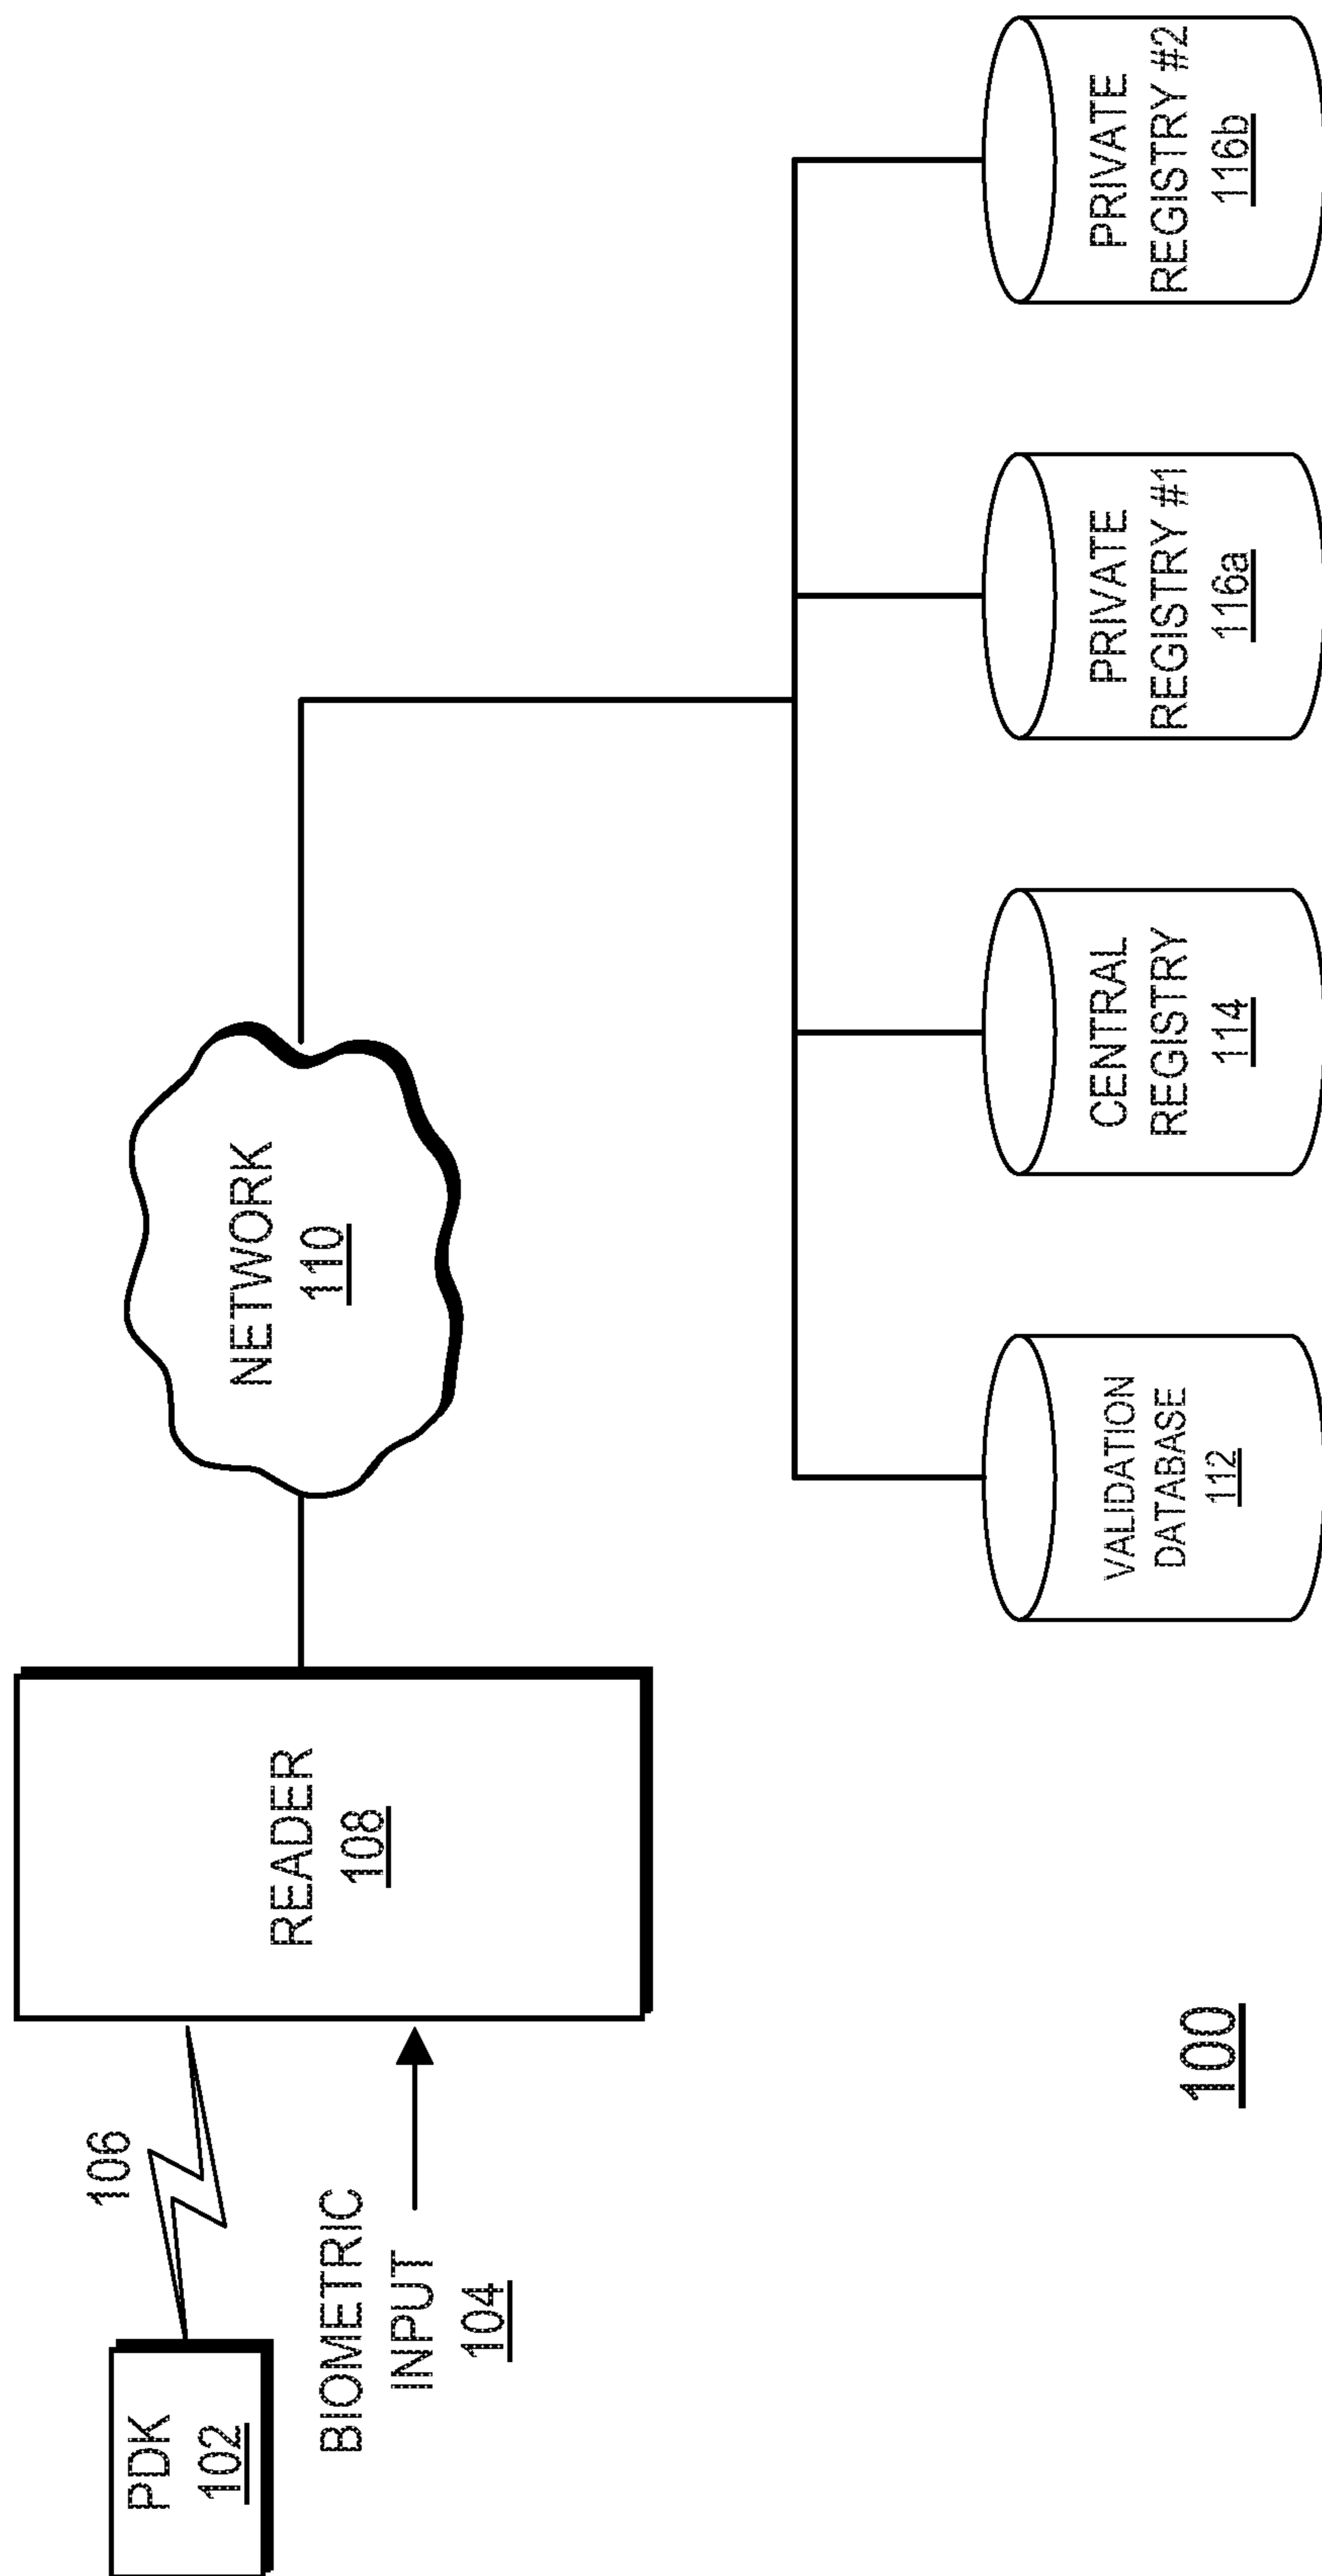 PDK
102
106
BIOMETRIC
INPUT
104
READER
108
NETWORK
110
VALIDATION
DATABASE
112
CENTRAL
REGISTRY
114
PRIVATE
REGISTRY #1
116a
PRIVATE
REGISTRY #2
116b
100